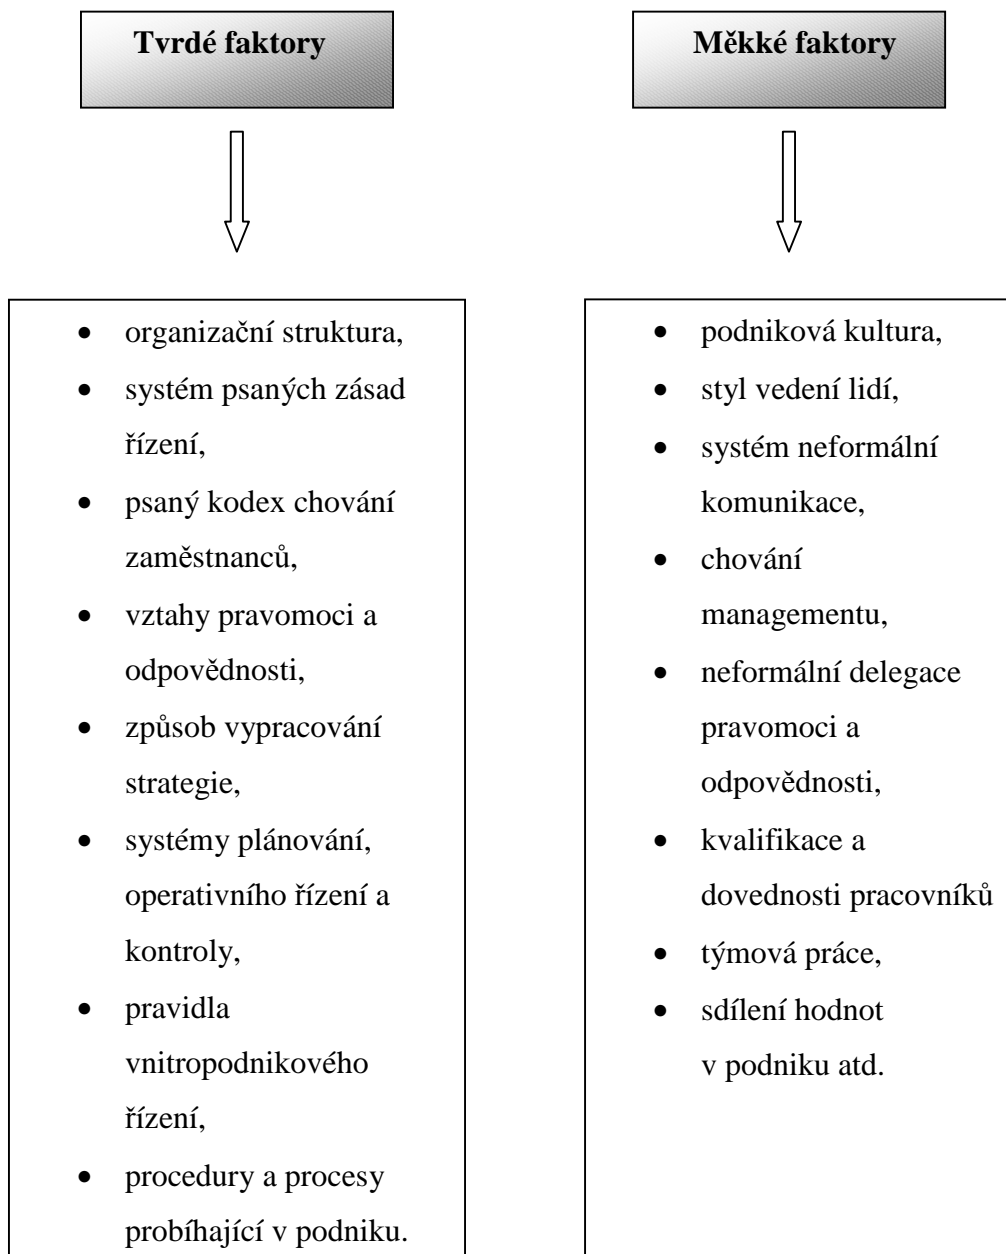 Tvrdé faktory
• organizační struktura,
• systém psaných zásad
řízení,
• psaný kodex chování
zaměstnanců,
• vztahy pravomoci a
odpovědnosti,
• způsob vypracování
strategie,
• systémy plánování,
operativního řízení a
kontroly,
• pravidla
vnitropodnikového
řízení,
• procedury a procesy
probíhající v podniku.
Měkké faktory
• podniková kultura,
• styl vedení lidí,
• systém neformální
komunikace,
• chování
managementu,
• neformální delegace
pravomoci a
odpovědnosti,
• kvalifikace a
dovednosti pracovníků
• týmová práce,
• sdílení hodnot
v podniku atd.